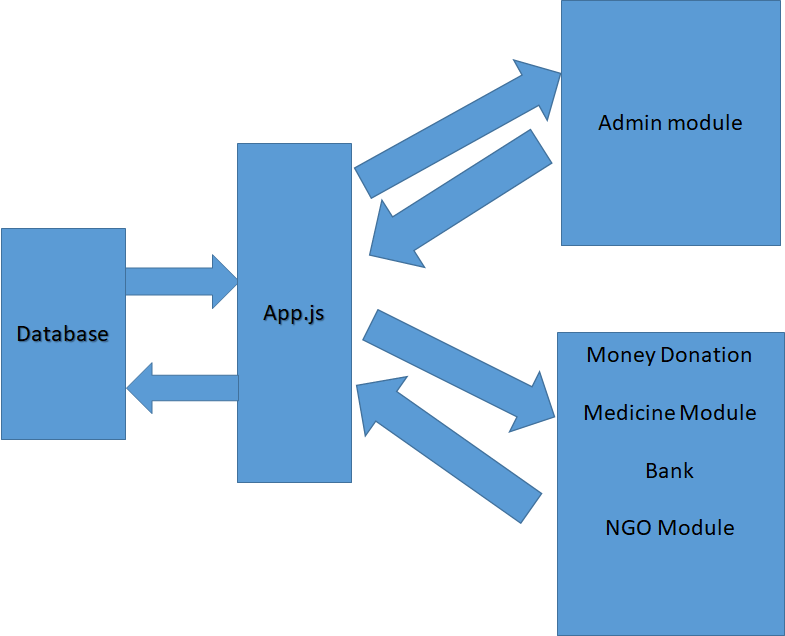 Admin module
Database
App.js
Money Donation
Medicine Module
Bank
NGO Module